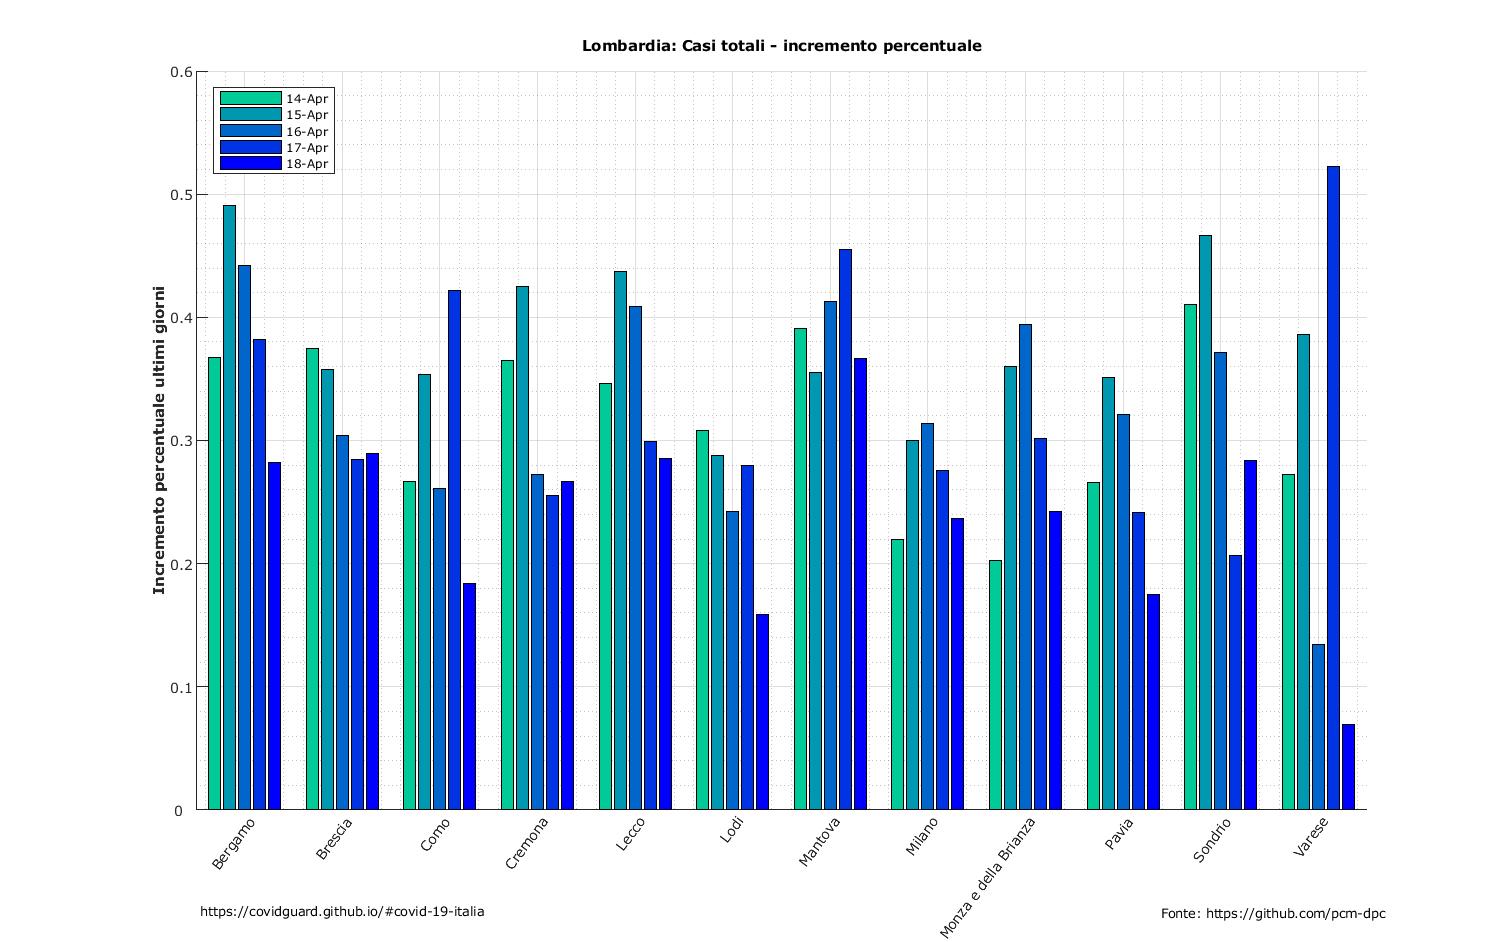 Lombardia: Casi totali - incremento percentuale
0.6
0.5
0.4
0.3
0.2
0.1
0
14-Apr
15-Apr
16-Apr
17-Apr
18-Apr
Incremento percentuale ultimi giorni
Bergamo
Brescia
Como
Cremona
Lecco
Lodi
Mantova
Milano
Monza e della Brianza
Pavia
Sondrio
Varese
https://covidguard.github.io/#covid-19-italia
Fonte: https://github.com/pcm-dpc